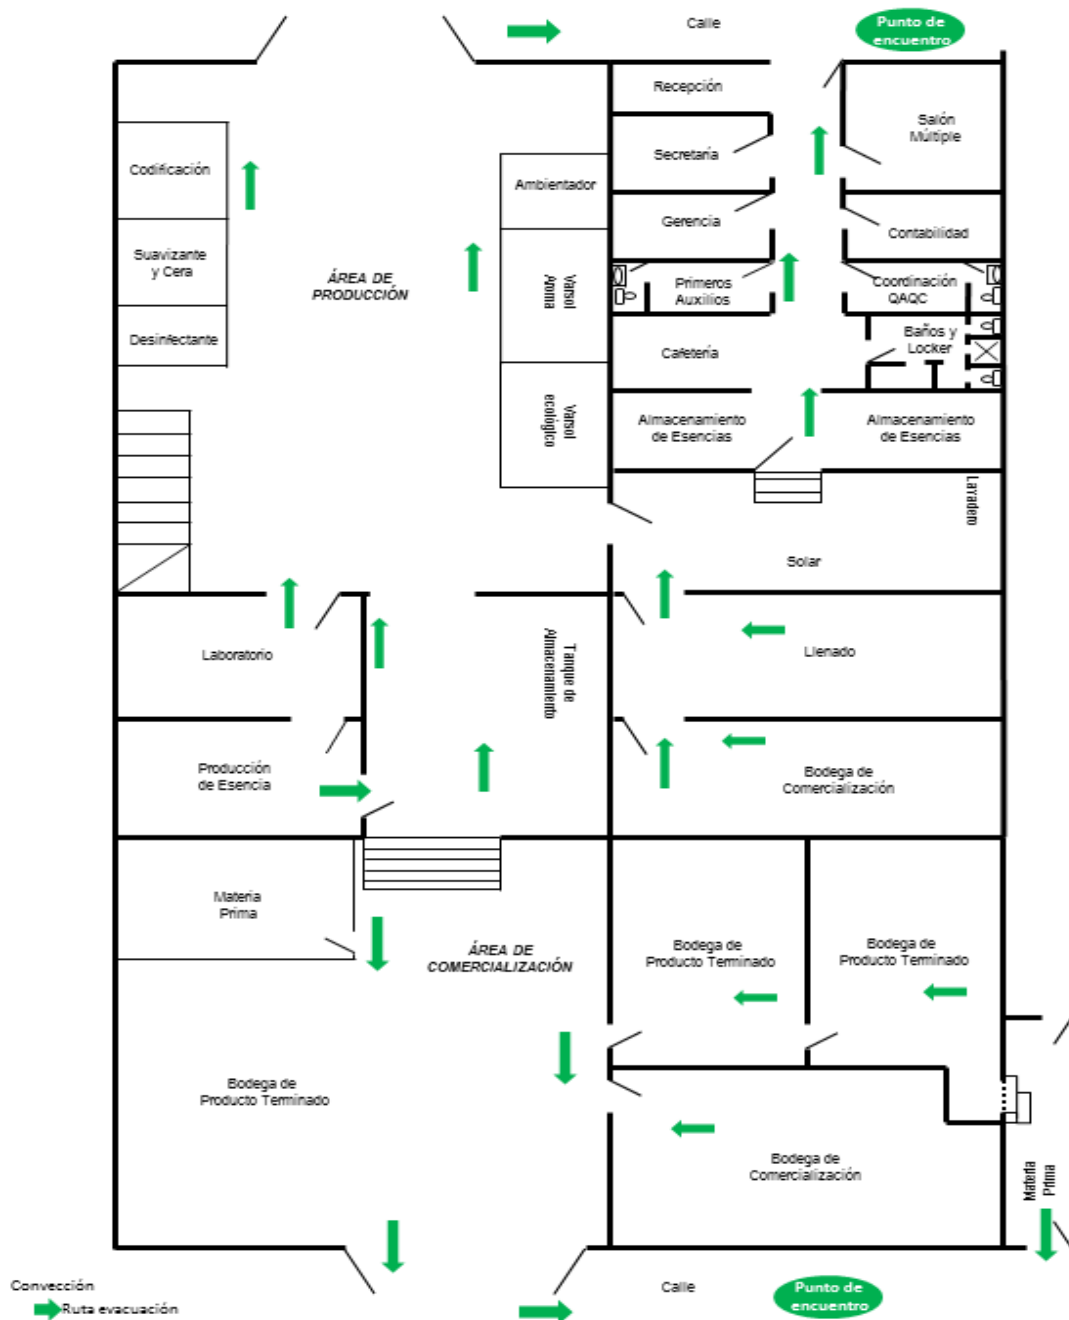 Calle
Punto de
encuentro
Recepción
Salón
Múltiple
Secretaría
Codificación
Ambientador
Gerencia
Contabilidad
Suavizante
y Cera
ÁREA DE
PRODUCCIÓN
Varsol
Aroma
Primeros
Auxilios
Coordinación
QAQC
Desinfectante
Cafetería
Baños y
Locker
Varsol
ecológico
Almacenamiento
de Esencias
Almacenamiento
de Esencias
Lavadero
Solar
Laboratorio
Tanque de
Almacenamiento
Llenado
Producción
de Esencia
Bodega de
Comercialización
Materia
Prima
ÁREA DE
COMERCIALIZACIÓN
Bodega de
Producto Terminado
Bodega de
Producto Terminado
Bodega de
Producto Terminado
Bodega de
Comercialización
Materia
Prima
Convección
Ruta evacuación
Calle
Punto de
encuentro